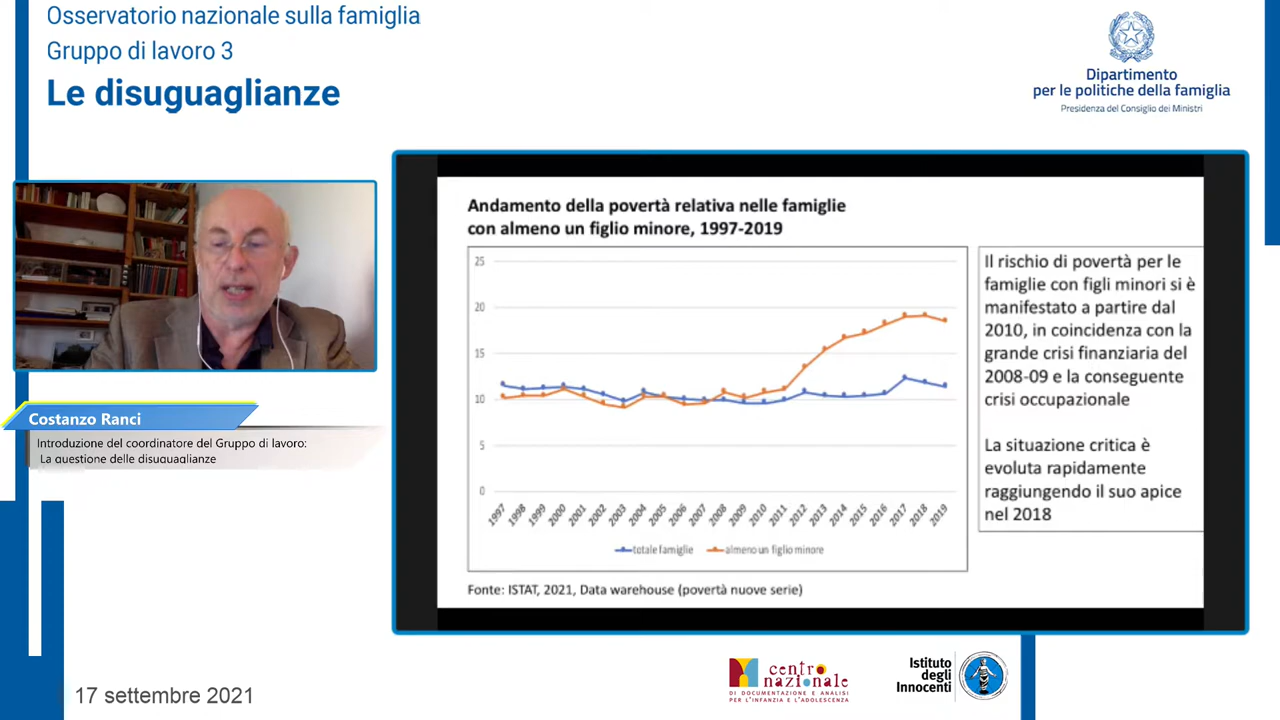 Osservatorio nazionale sulla famiglia
Gruppo di lavoro 3
Le disuguaglianze
Dipartimento
per le politiche della famiglia
Presidenza del Consiglio dei Ministri
Costanzo Ranci
Introduzione del coordinatore del Gruppo di lavoro:
La questione delle disuguaglianze
Andamento della povertà relativa nelle famiglie
con almeno un figlio minore, 1997-2019
25
20
15
10
5
0
1997 1998 1999 2000 2001 2002 2003 2004 2005 2006 2007 2008 2009 2010 2011 2012 2013 2014 2015 2016 2017 2018 2019
totale famiglie almeno un figlio minore
Fonte: ISTAT, 2021, Data warehouse (povertà nuove serie)
Il rischio di povertà per le
famiglie con figli minori si è
manifestato a partire dal
2010, in coincidenza con la
grande crisi finanziaria del
2008-09 e la conseguente
crisi occupazionale
La situazione critica è
evoluta rapidamente
raggiungendo il suo apice
nel 2018
17 settembre 2021
centro
nazionale
DI DOCUMENTAZIONE E ANALISI
PER L'INFANZIA E L'ADOLESCENZA
Istituto
degli
Innocenti